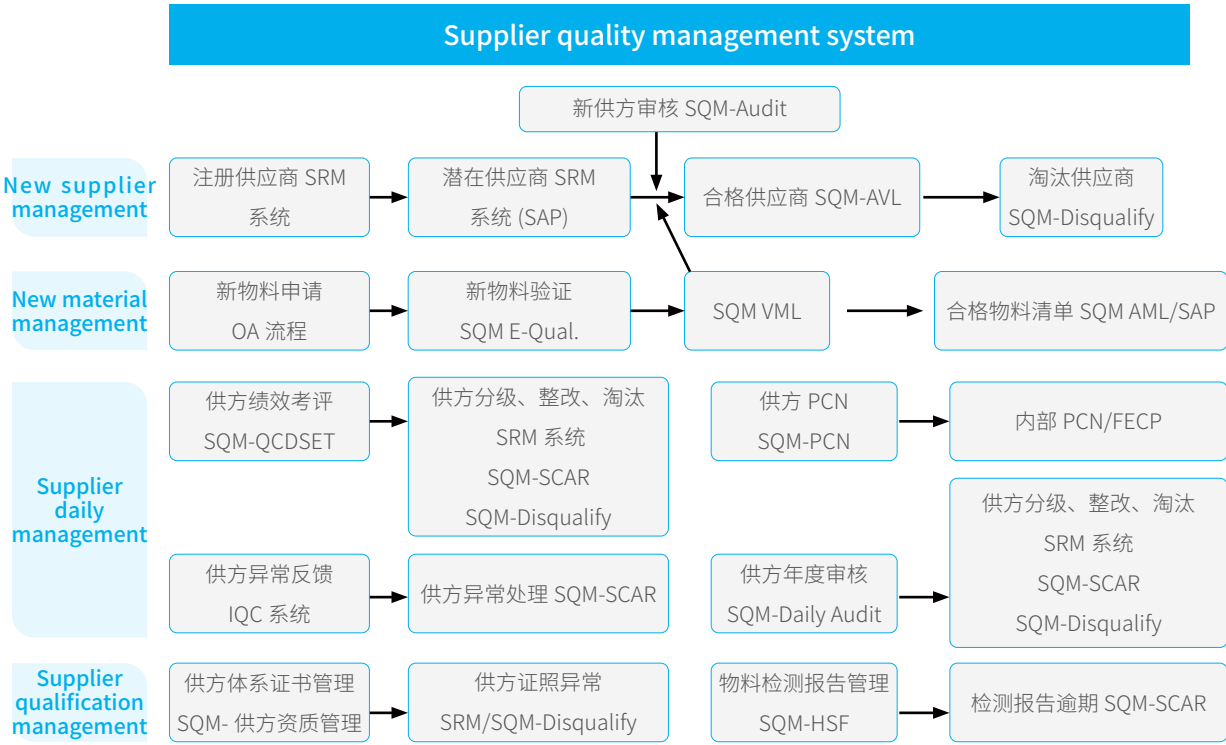 Supplier quality management system
新供方审核 SQM-Audit
New supplier
management
注册供应商 SRM
系统
潜在供应商 SRM
系统 (SAP)
合格供应商 SQM-AVL
淘汰供应商
SQM-Disqualify
New material
management
新物料申请
OA 流程
新物料验证
SQM E-Qual.
SQM VML
合格物料清单 SQM AML/SAP
Supplier
daily
management
供方绩效考评
SQM-QCDSET
供方分级、整改、淘汰
SRM 系统
SQM-SCAR
SQM-Disqualify
供方 PCN
SQM-PCN
内部 PCN/FECP
供方异常反馈
IQC 系统
供方异常处理 SQM-SCAR
供方年度审核
SQM-Daily Audit
供方分级、整改、淘汰
SRM 系统
SQM-SCAR
SQM-Disqualify
Supplier
qualification
management
供方体系证书管理
SQM- 供方资质管理
供方证照异常
SRM/SQM-Disqualify
物料检测报告管理
SQM-HSF
检测报告逾期 SQM-SCAR